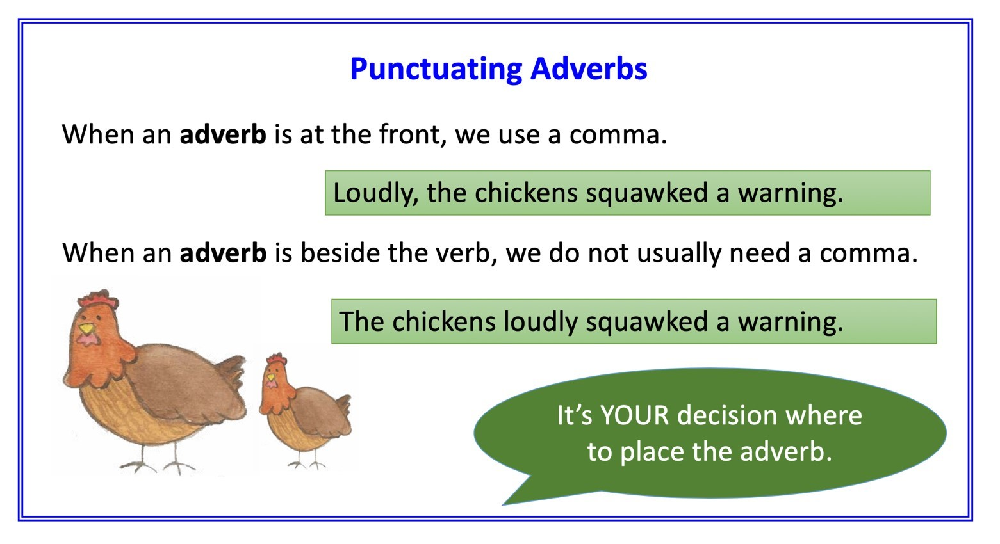 Punctuating Adverbs
When an adverb is at the front, we use a comma.
Loudly, the chickens squawked a warning.
When an adverb is beside the verb, we do not usually need a comma.
The chickens loudly squawked a warning.
It’s YOUR decision where
to place the adverb.